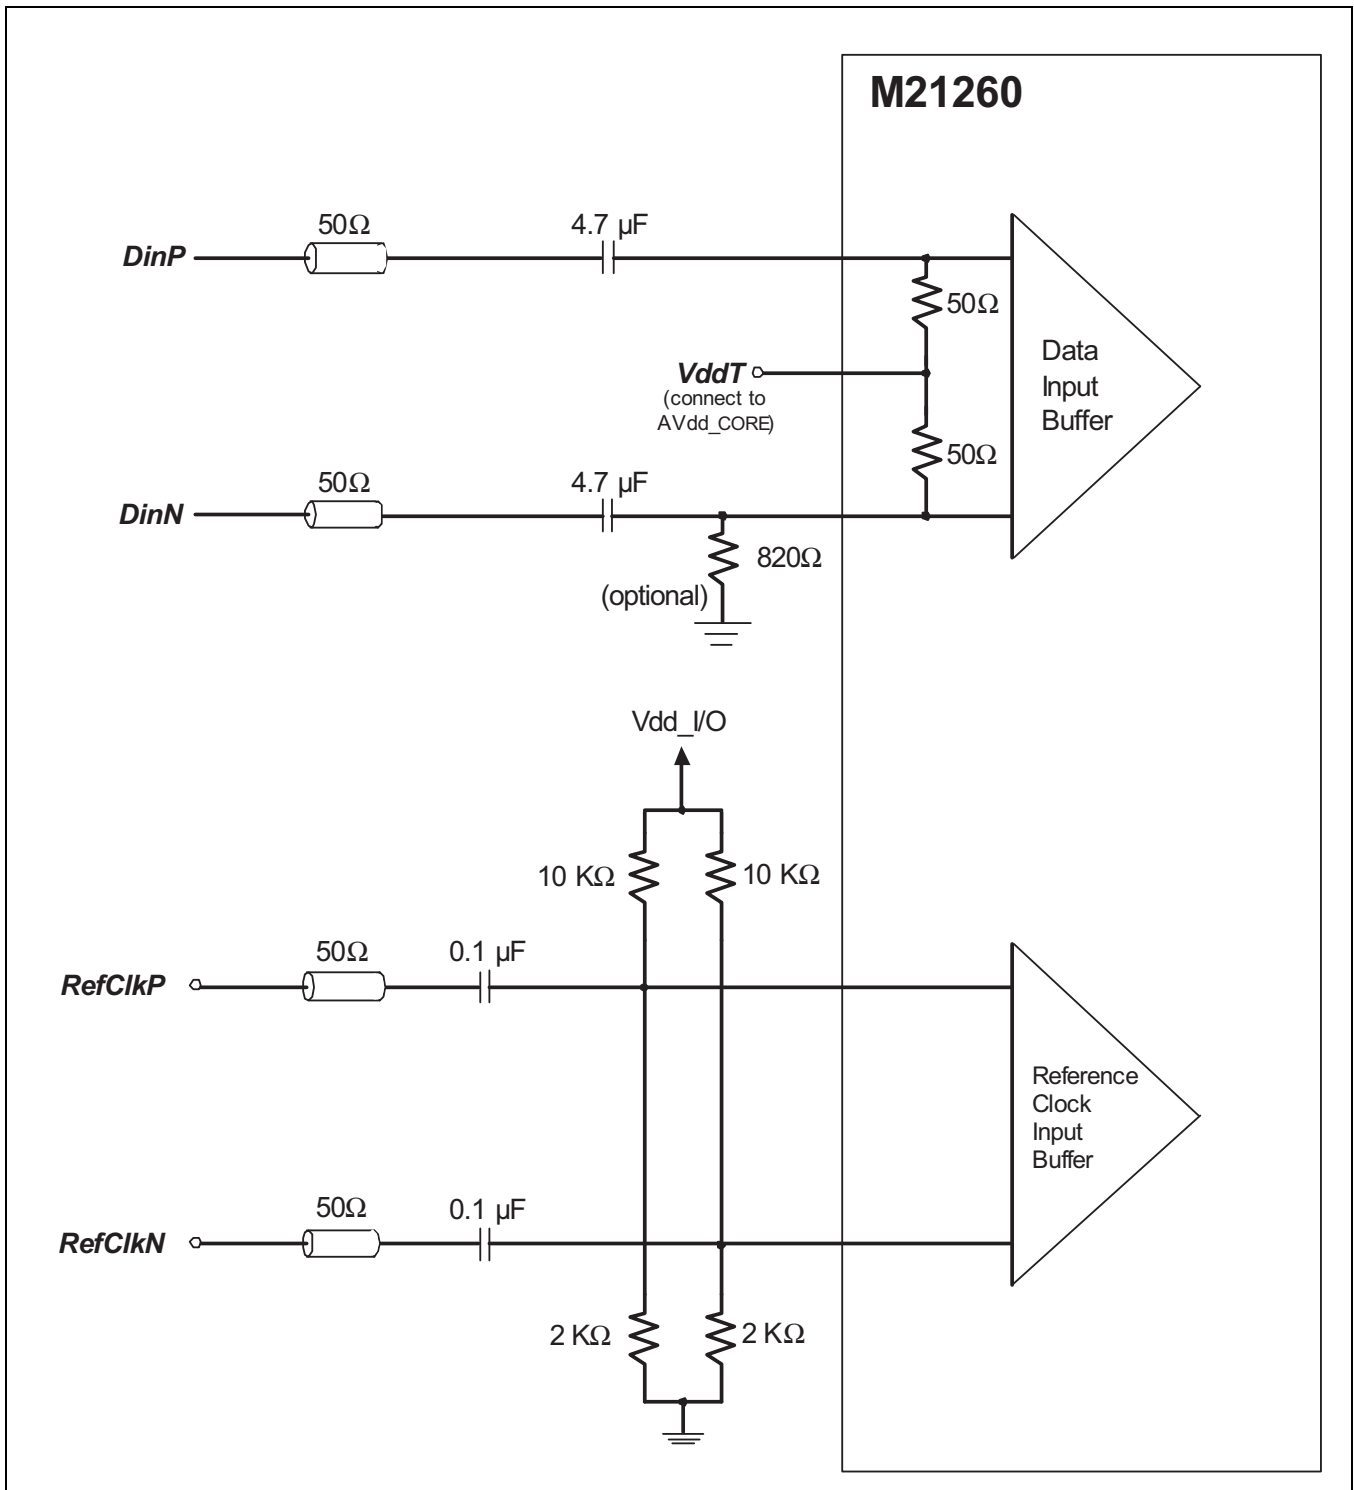 M21260
50Ω
4.7 µF
DinP
50Ω
Data
Input
Buffer
VddT
(connect to
AVdd_CORE)
50Ω
50Ω
4.7 µF
DinN
820Ω
(optional)
Vdd_I/O
10 KΩ
10 KΩ
50Ω
0.1 µF
RefClkP
Reference
Clock
Input
Buffer
50Ω
0.1 µF
RefClkN
2 KΩ
2 KΩ